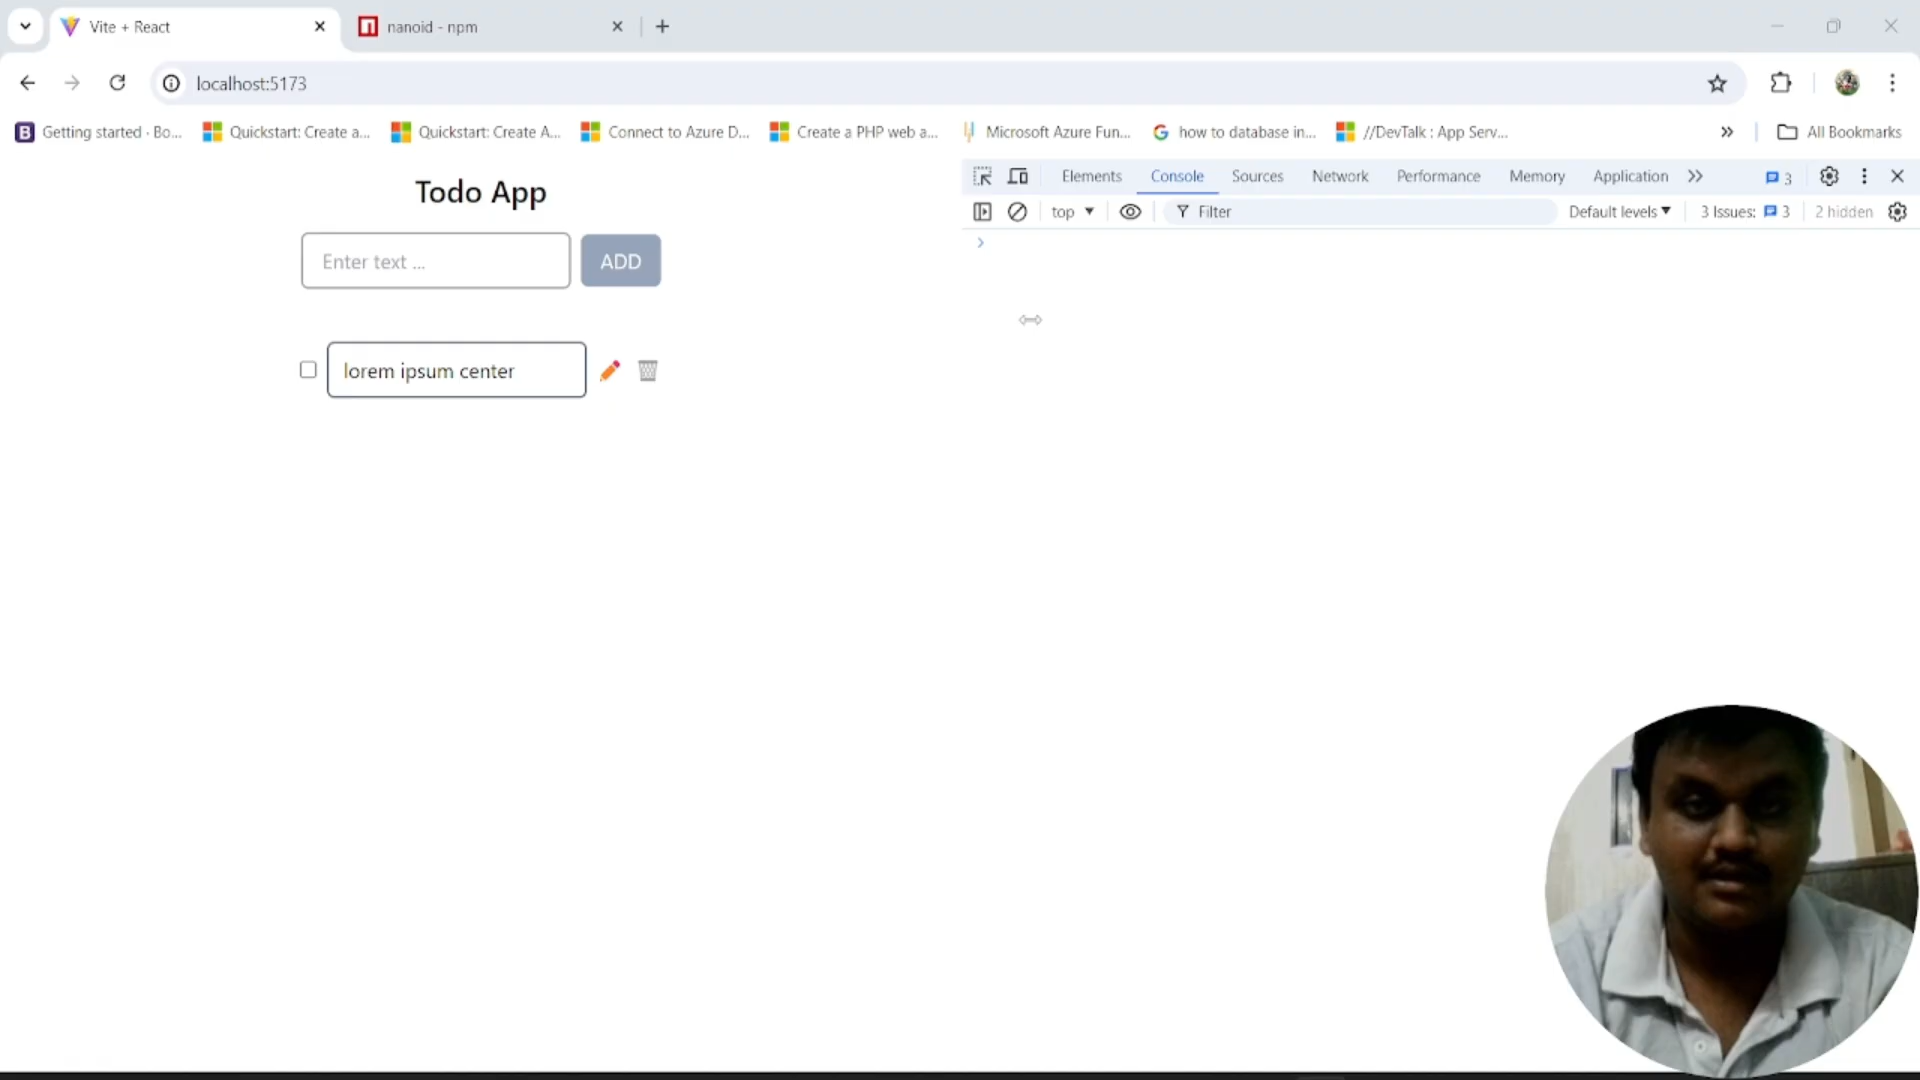 Vite + React
nanoid - npm
localhost:5173
Getting started · Bo...
Quickstart: Create a...
Quickstart: Create A...
Connect to Azure D...
Create a PHP web a...
Microsoft Azure Fun...
how to database in...
//DevTalk : App Serv...
All Bookmarks
Todo App
Enter text ...
ADD
lorem ipsum center
Elements
Console
Sources
Network
Performance
Memory
Application
3
top
Filter
Default levels
3 Issues:
3
2 hidden